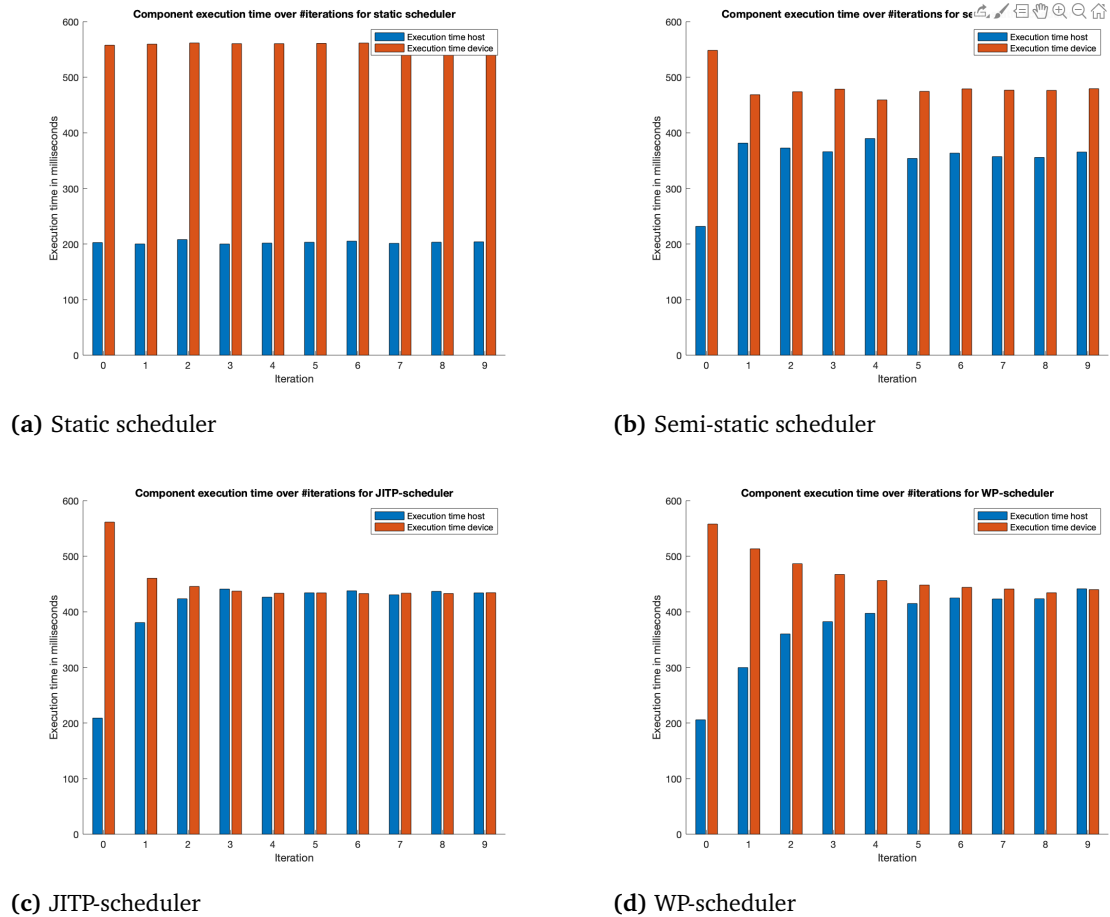 Component execution time over #iterations for static scheduler
Execution time host
Execution time device
Execution time in milliseconds
600
500
400
300
200
100
0
0 1 2 3 4 5 6 7 8 9
Iteration
(a) Static scheduler
Component execution time over #iterations for
Execution time host
Execution time device
Execution time in milliseconds
600
500
400
300
200
100
0
0 1 2 3 4 5 6 7 8 9
Iteration
(b) Semi-static scheduler
Component execution time over #iterations for JITP-scheduler
Execution time host
Execution time device
Execution time in milliseconds
600
500
400
300
200
100
0
0 1 2 3 4 5 6 7 8 9
Iteration
(c) JITP-scheduler
Component execution time over #iterations for WP-scheduler
Execution time host
Execution time device
Execution time in milliseconds
600
500
400
300
200
100
0
0 1 2 3 4 5 6 7 8 9
Iteration
(d) WP-scheduler